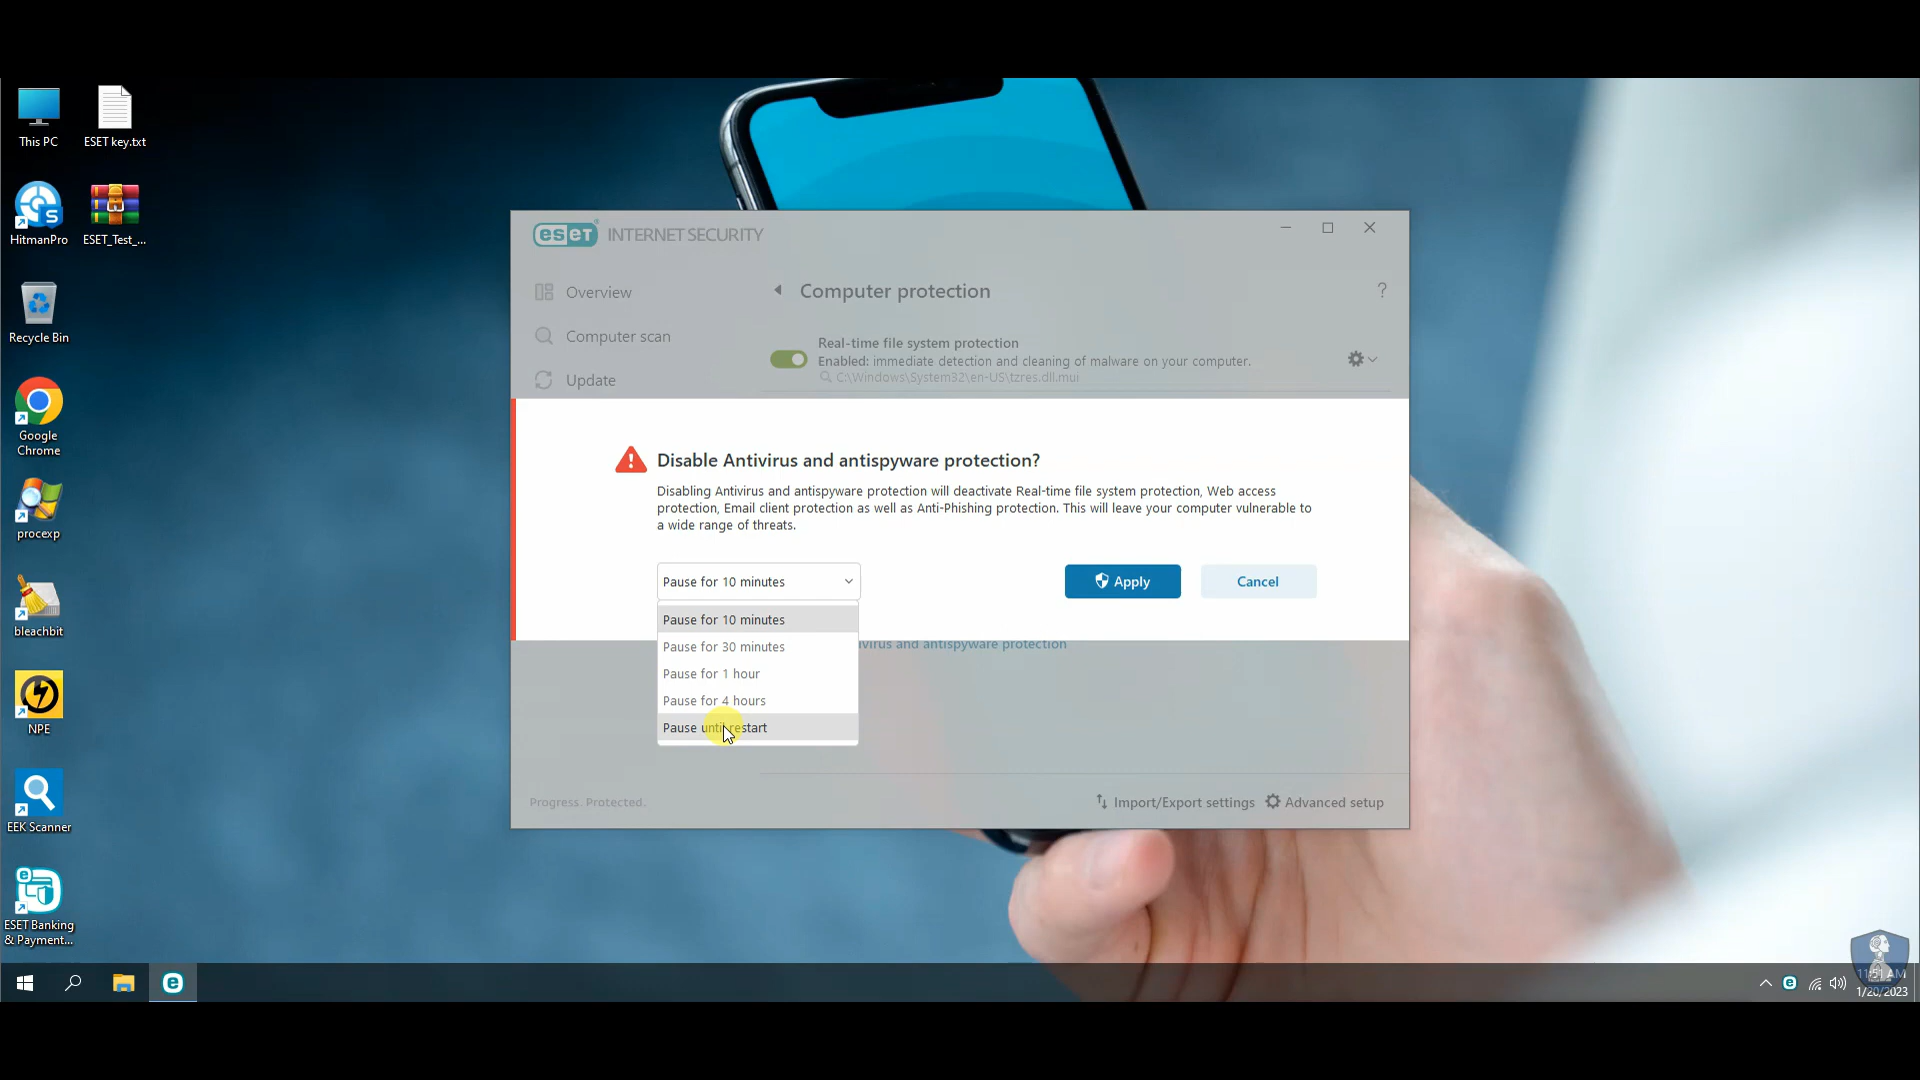 This PC
ESET key.txt
HitmanPro
ESET_Test_...
Recycle Bin
Google
Chrome
procexp
bleachbit
NPE
EEK Scanner
ESET Banking
& Payment...
eset INTERNET SECURITY
Overview
Computer scan
Update
Computer protection
?
Real-time file system protection
Enabled: immediate detection and cleaning of malware on your computer.
C:\Windows\System32\en-US\tzres.dll.mui
Disable Antivirus and antispyware protection?
Disabling Antivirus and antispyware protection will deactivate Real-time file system protection, Web access
protection, Email client protection as well as Anti-Phishing protection. This will leave your computer vulnerable to
a wide range of threats.
Pause for 10 minutes
Apply
Cancel
Pause for 10 minutes
Pause for 30 minutes
Pause for 1 hour
Pause for 4 hours
Pause until restart
virus and antispyware protection
Progress. Protected.
Import/Export settings
Advanced setup
11:51 AM
1/20/2023